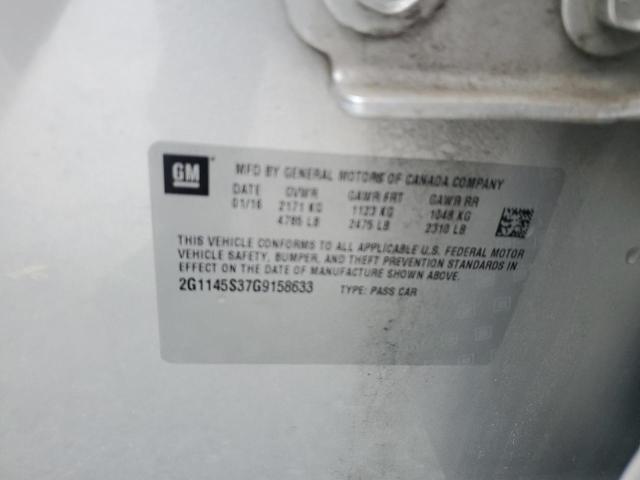 GM
MFD BY GENERAL MOTORS OF CANADA COMPANY
DATE GVWR GAWR FRT GAWR RR
01/16 2171 KG 1123 KG 1048 KG
4785 LB 2475 LB 2310 LB
THIS VEHICLE CONFORMS TO ALL APPLICABLE U.S. FEDERAL MOTOR
VEHICLE SAFETY, BUMPER, AND THEFT PREVENTION STANDARDS IN
EFFECT ON THE DATE OF MANUFACTURE SHOWN ABOVE.
2G1145S37G9158633 TYPE: PASS CAR